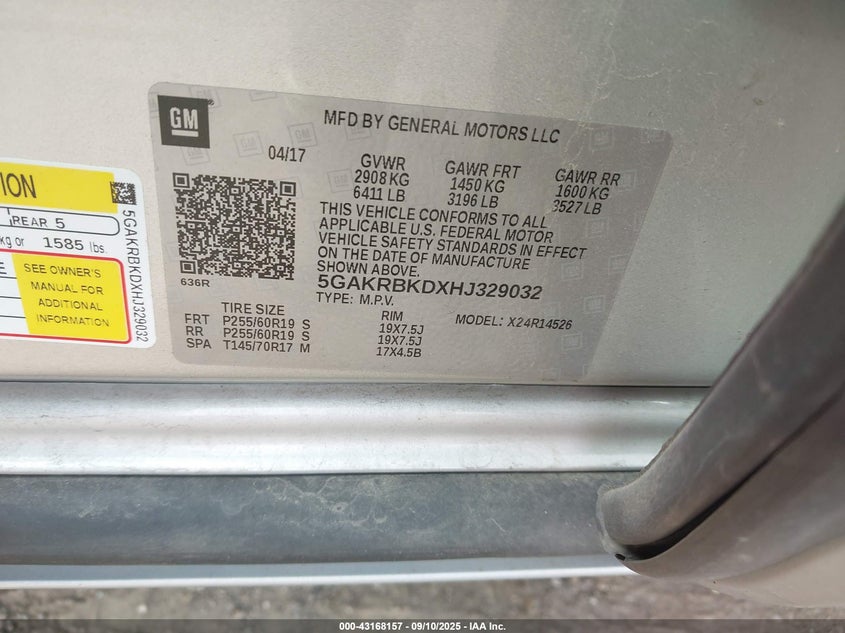 GM
MFD BY GENERAL MOTORS LLC
04/17
GVWR
2908 KG
6411 LB
GAWR FRT
1450 KG
3196 LB
GAWR RR
1600 KG
3527 LB
THIS VEHICLE CONFORMS TO ALL
APPLICABLE U.S. FEDERAL MOTOR
VEHICLE SAFETY STANDARDS IN EFFECT
ON THE DATE OF MANUFACTURE
SHOWN ABOVE.
636R
5GAKRBKDXHJ329032
TYPE: M.P.V.
MODEL: X24R14526
TIRE SIZE
RIM
FRT P255/60R19 S 19X7.5J
RR P255/60R19 S 19X7.5J
SPA T145/70R17 M 17X4.5B
REAR 5
kg or 1585 lbs.
SEE OWNER'S
MANUAL FOR
ADDITIONAL
INFORMATION
5GAKRBKDXHJ329032
000-43168157 - 09/10/2025 - IAA Inc.